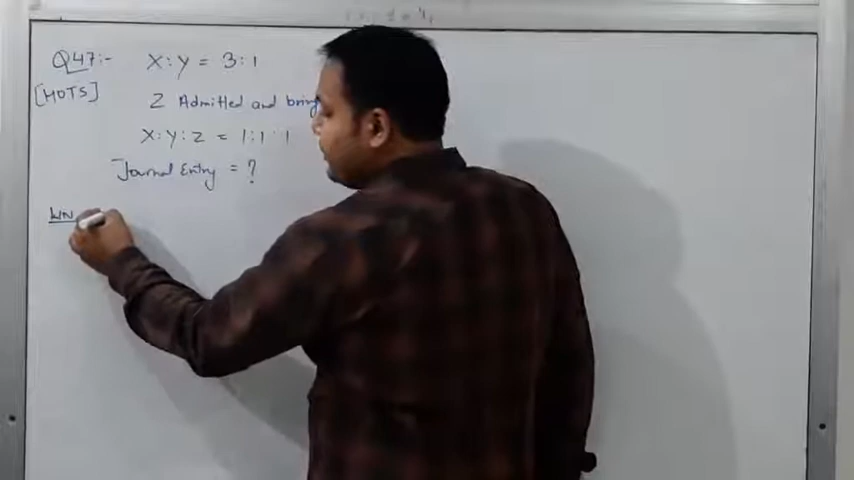 Q47:- X:Y = 3:1
[HOTS] Z Admitted and bring
X:Y:Z = 1:1:1
Journal Entry = ?
WN